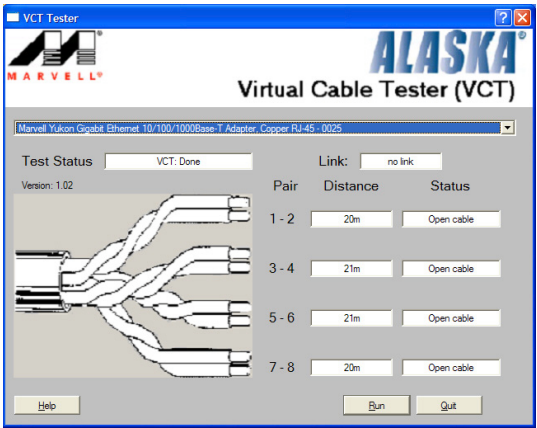 VCT Tester
MARVELL®
ALASKA®
Virtual Cable Tester (VCT)
Marvell Yukon Gigabit Ethernet 10/100/1000Base-T Adapter, Copper RJ-45 - 0025
Test Status VCT: Done Link: no link
Version: 1.02 Pair Distance Status
1 - 2 20m Open cable
3 - 4 21m Open cable
5 - 6 21m Open cable
7 - 8 20m Open cable
Help Run Quit